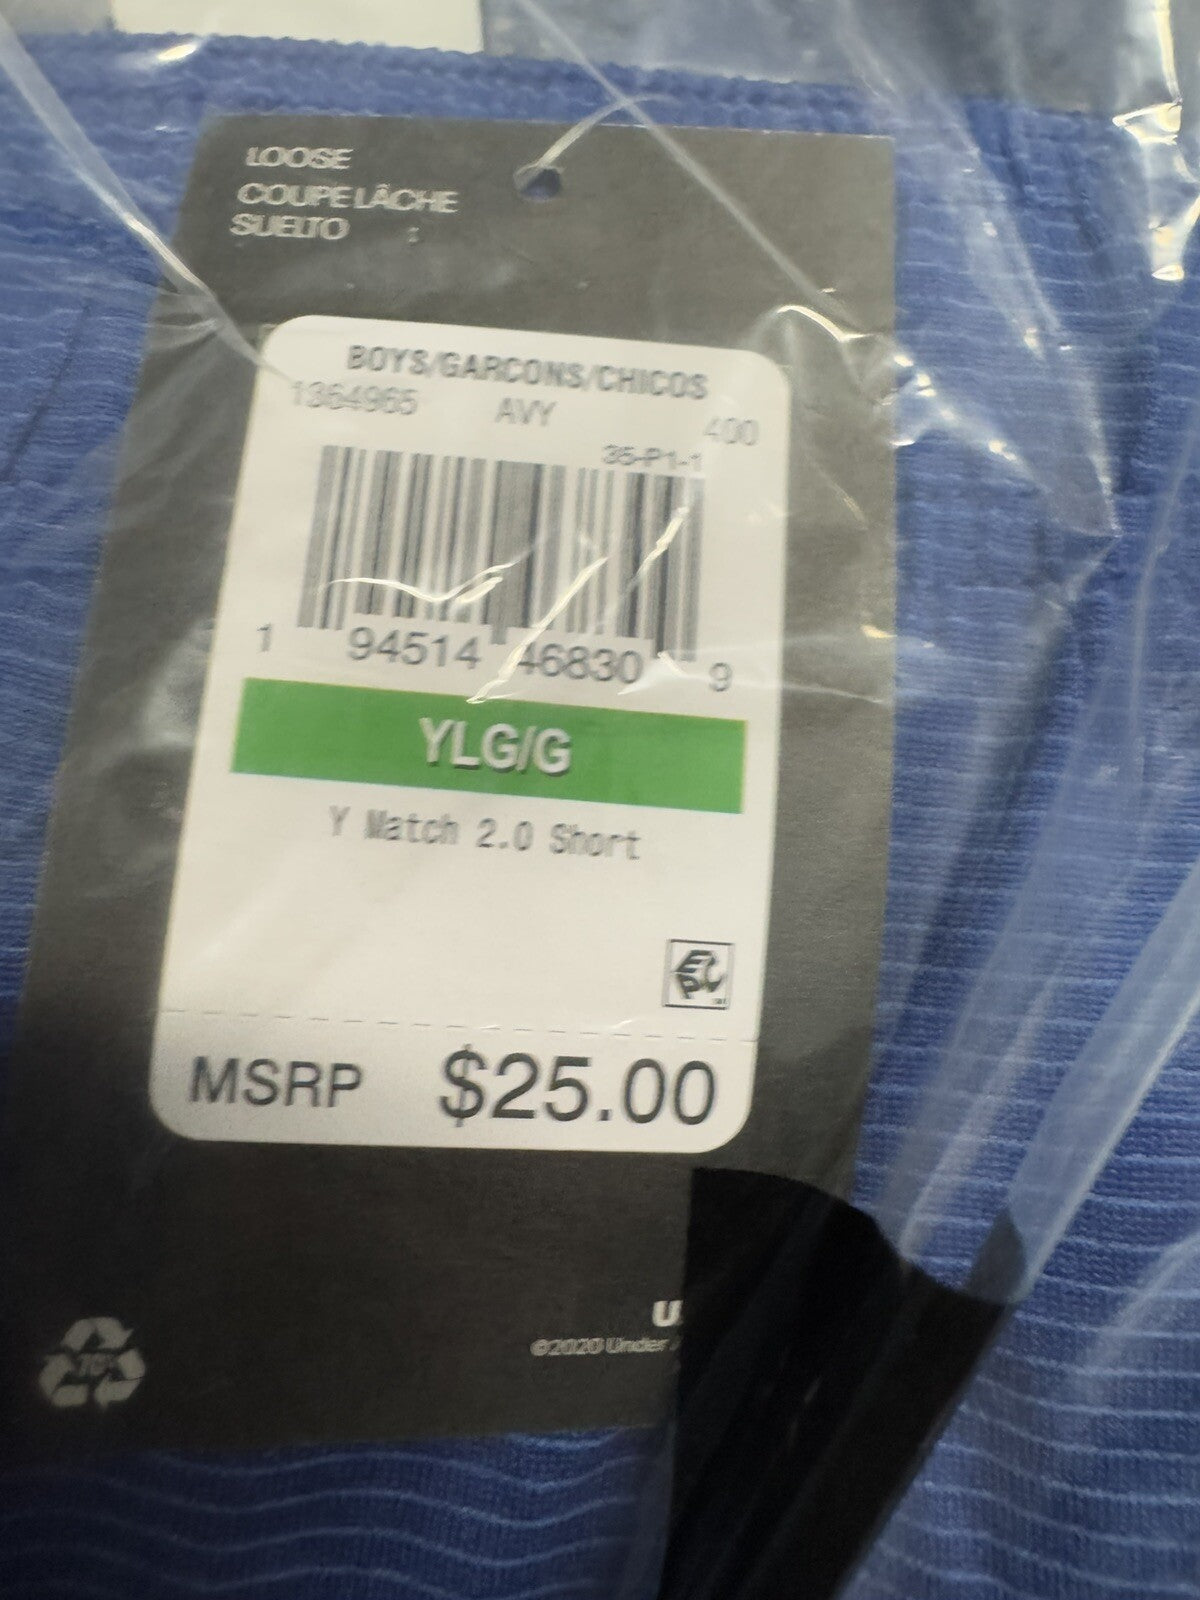 LOOSE
COUPE LÂCHE
SUELTO
BOYS/GARCONS/CHICOS
1364965 AVY 400
35-P1-1
1 94514 46830 9
YLG/G
Y Match 2.0 Short
EPC
MSRP $25.00
U
©2020 Under